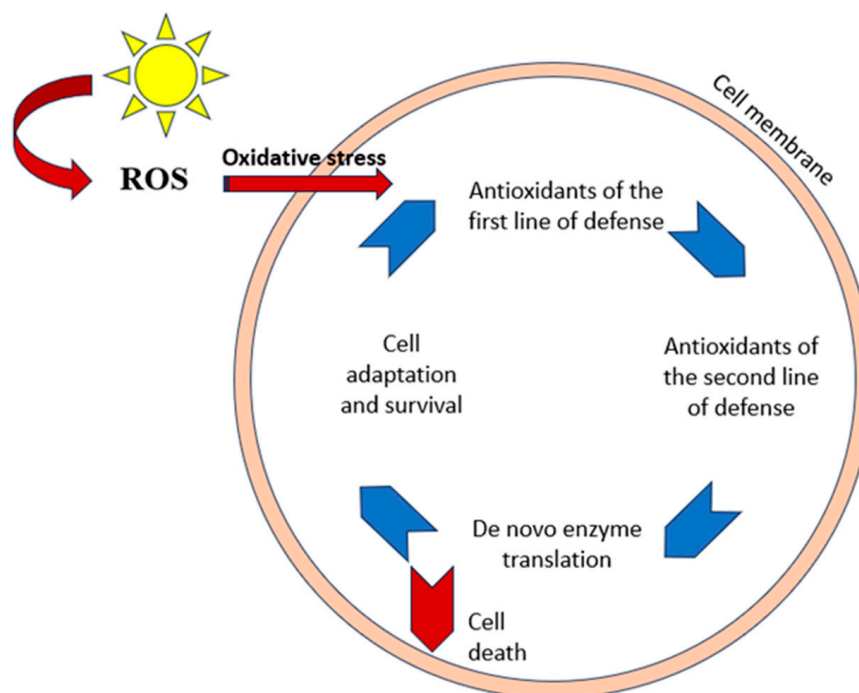 Cell membrane
Oxidative stress
ROS
Antioxidants of the
first line of defense
Cell
adaptation
and survival
Antioxidants of
the second line
of defense
De novo enzyme
translation
Cell
death